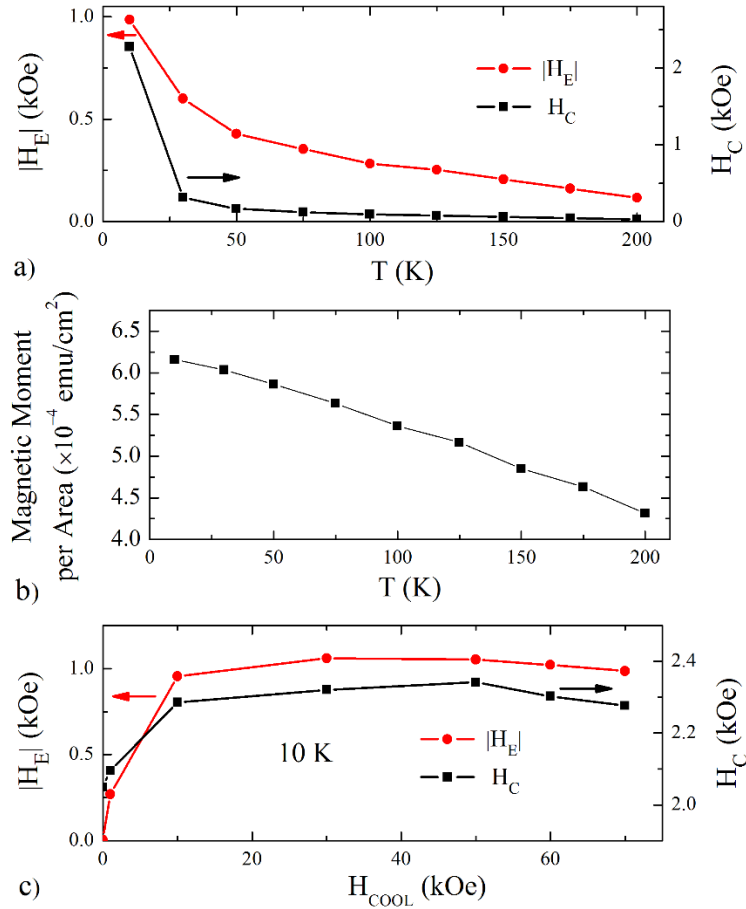 1.0
0.5
0.0
|H_E| (kOe)
|H_E|
H_C
2
1
0
H_C (kOe)
0 50 100 150 200
T (K)
a)
6.5
6.0
5.5
5.0
4.5
4.0
Magnetic Moment
per Area (×10⁻⁴ emu/cm²)
0 50 100 150 200
T (K)
b)
1.0
0.5
0.0
|H_E| (kOe)
10 K
|H_E|
H_C
2.4
2.2
2.0
H_C (kOe)
0 20 40 60
H_COOL (kOe)
c)